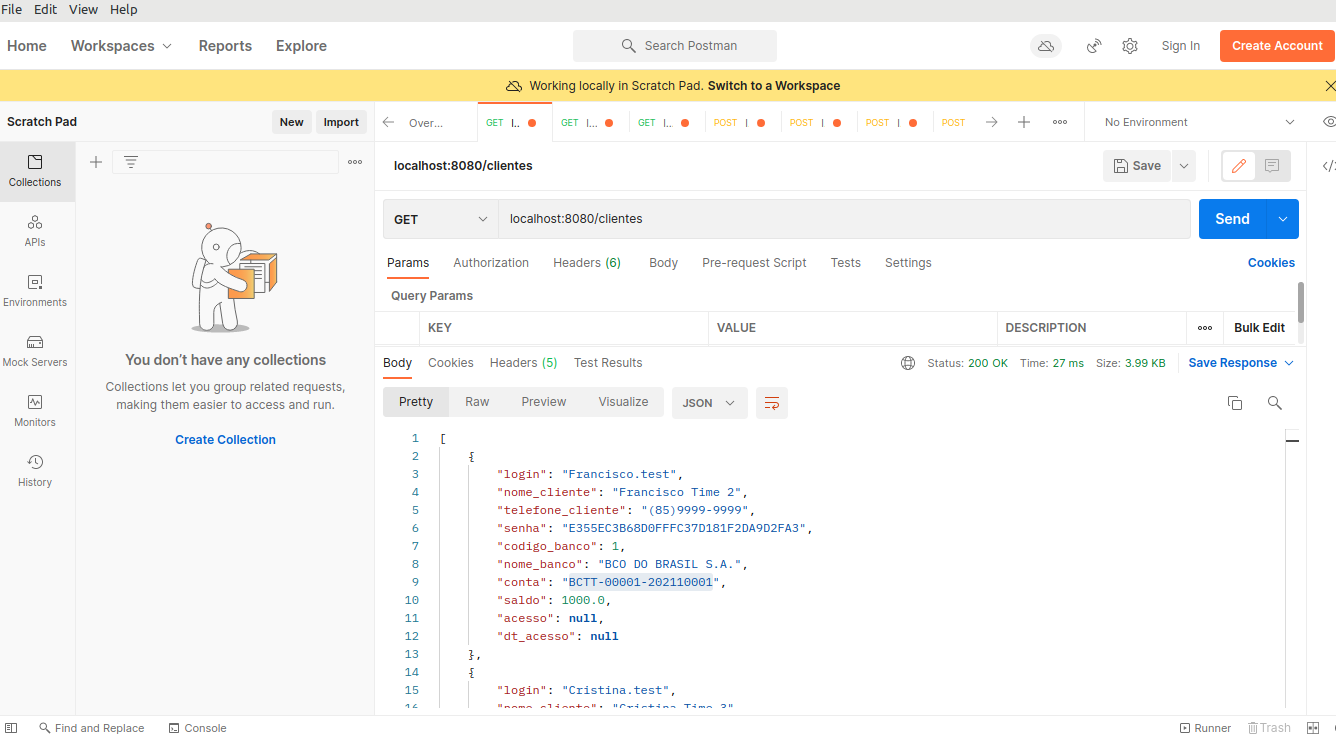 File Edit View Help
Home Workspaces Reports Explore Search Postman Sign In Create Account
Working locally in Scratch Pad. Switch to a Workspace
Scratch Pad New Import Over... GET l.. GET l... GET l... POST l POST l POST l POST No Environment
Collections
APIs
Environments
Mock Servers
Monitors
History
You don't have any collections
Collections let you group related requests,
making them easier to access and run.
Create Collection
localhost:8080/clientes Save
GET localhost:8080/clientes Send
Params Authorization Headers (6) Body Pre-request Script Tests Settings Cookies
Query Params
KEY VALUE DESCRIPTION Bulk Edit
Body Cookies Headers (5) Test Results Status: 200 OK Time: 27 ms Size: 3.99 KB Save Response
Pretty Raw Preview Visualize JSON
1 [
2 {
3 "login": "Francisco.test",
4 "nome_cliente": "Francisco Time 2",
5 "telefone_cliente": "(85)9999-9999",
6 "senha": "E355EC3B68D0FFFC37D181F2DA9D2FA3",
7 "codigo_banco": 1,
8 "nome_banco": "BCO DO BRASIL S.A.",
9 "conta": "BCTT-00001-202110001",
10 "saldo": 1000.0,
11 "acesso": null,
12 "dt_acesso": null
13 },
14 {
15 "login": "Cristina.test",
16 "nome_cliente": "Cristina Time 3"
Find and Replace Console Runner Trash